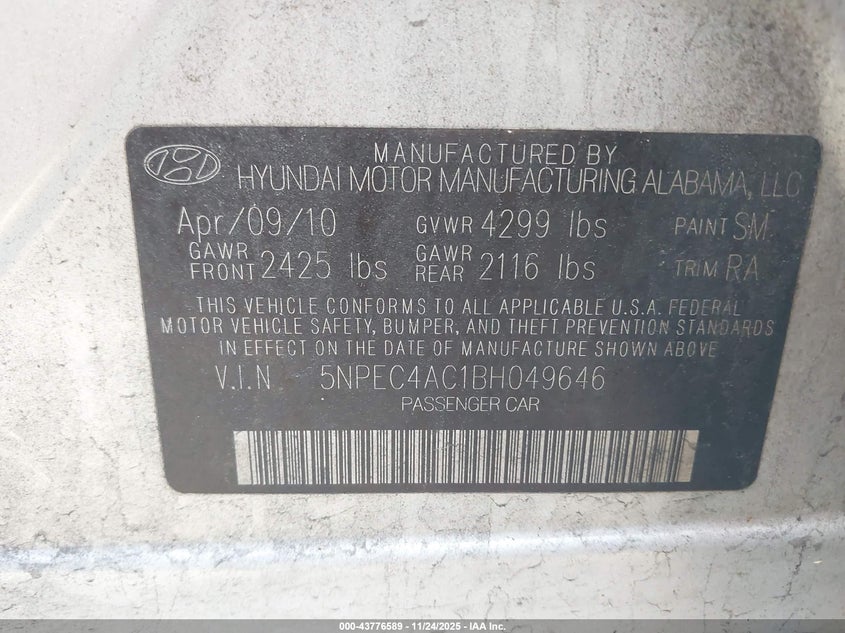 MANUFACTURED BY
HYUNDAI MOTOR MANUFACTURING ALABAMA, LLC
Apr/09/10 GVWR 4299 lbs PAINT SM
GAWR FRONT 2425 lbs GAWR REAR 2116 lbs TRIM RA
THIS VEHICLE CONFORMS TO ALL APPLICABLE U.S.A. FEDERAL
MOTOR VEHICLE SAFETY, BUMPER, AND THEFT PREVENTION STANDARDS
IN EFFECT ON THE DATE OF MANUFACTURE SHOWN ABOVE
V.I.N 5NPEC4AC1BH049646
PASSENGER CAR
000-43776589 - 11/24/2025 - IAA Inc.